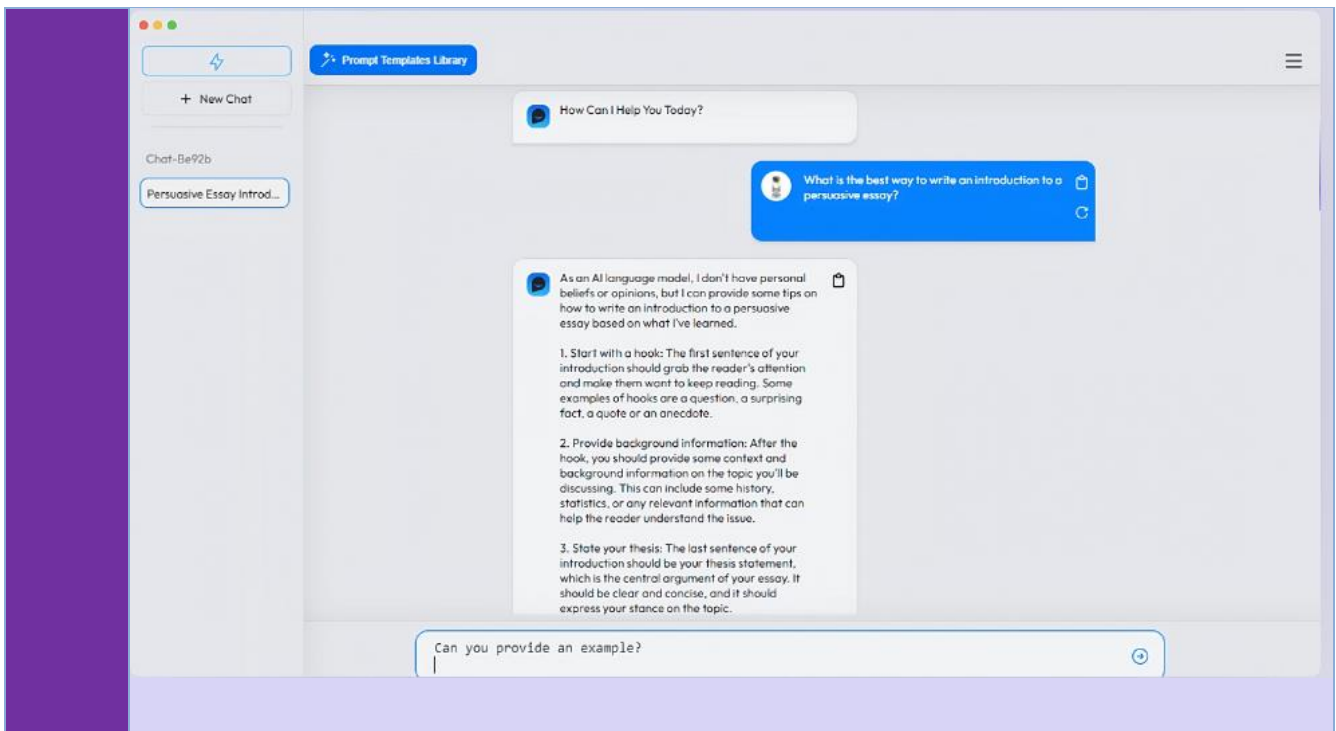 Prompt Templates Library
+ New Chat
Chat-Be92b
Persuasive Essay Introd...
How Can I Help You Today?
What is the best way to write an introduction to a
persuasive essay?
As an AI language model, I don't have personal
beliefs or opinions, but I can provide some tips on
how to write an introduction to a persuasive
essay based on what I've learned.
1. Start with a hook: The first sentence of your
introduction should grab the reader's attention
and make them want to keep reading. Some
examples of hooks are a question, a surprising
fact, a quote or an anecdote.
2. Provide background information: After the
hook, you should provide some context and
background information on the topic you'll be
discussing. This can include some history,
statistics, or any relevant information that can
help the reader understand the issue.
3. State your thesis: The last sentence of your
introduction should be your thesis statement,
which is the central argument of your essay. It
should be clear and concise, and it should
express your stance on the topic.
Can you provide an example?